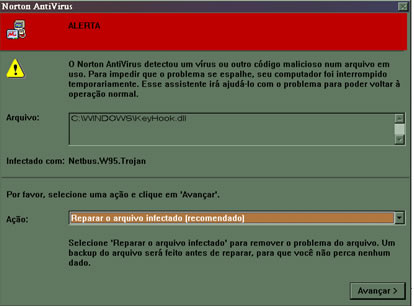 Norton AntiVirus
ALERTA
O Norton AntiVirus detectou um vírus ou outro código malicioso num arquivo em
uso. Para impedir que o problema se espalhe, seu computador foi interrompido
temporariamente. Esse assistente irá ajudá-lo com o problema para poder voltar à
operação normal.
Arquivo:
C:\WINDOWS\KeyHook.dll
Infectado com: Netbus.W95.Trojan
Por favor, selecione uma ação e clique em 'Avançar'.
Ação:
Reparar o arquivo infectado (recomendado)
Selecione 'Reparar o arquivo infectado' para remover o problema do arquivo. Um
backup do arquivo será feito antes de reparar, para que você não perca nenhum
dado.
Avançar >